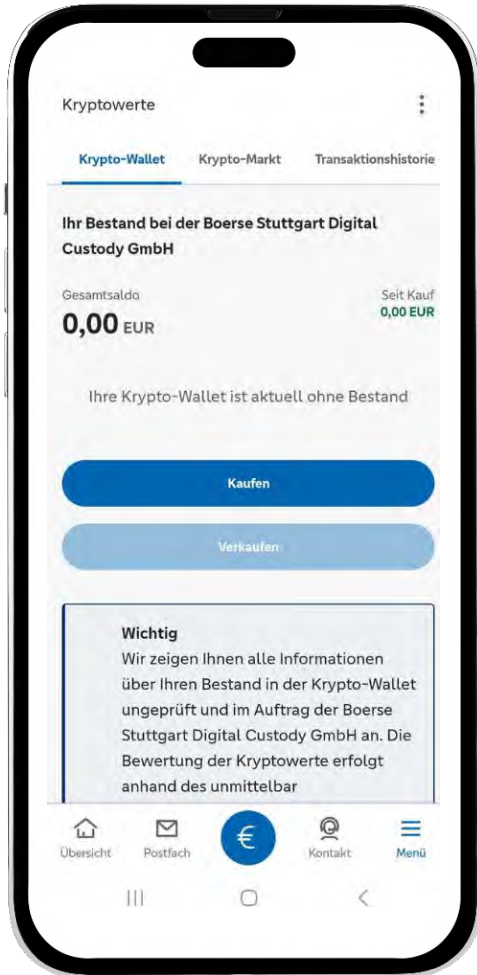 Kryptowerte
Krypto-Wallet Krypto-Markt Transaktionshistorie
Ihr Bestand bei der Boerse Stuttgart Digital
Custody GmbH
Gesamtsaldo Seit Kauf
0,00 EUR 0,00 EUR
Ihre Krypto-Wallet ist aktuell ohne Bestand
Kaufen
Verkaufen
Wichtig
Wir zeigen Ihnen alle Informationen
über Ihren Bestand in der Krypto-Wallet
ungeprüft und im Auftrag der Boerse
Stuttgart Digital Custody GmbH an. Die
Bewertung der Kryptowerte erfolgt
anhand des unmittelbar
€
Übersicht Postfach Kontakt Menü